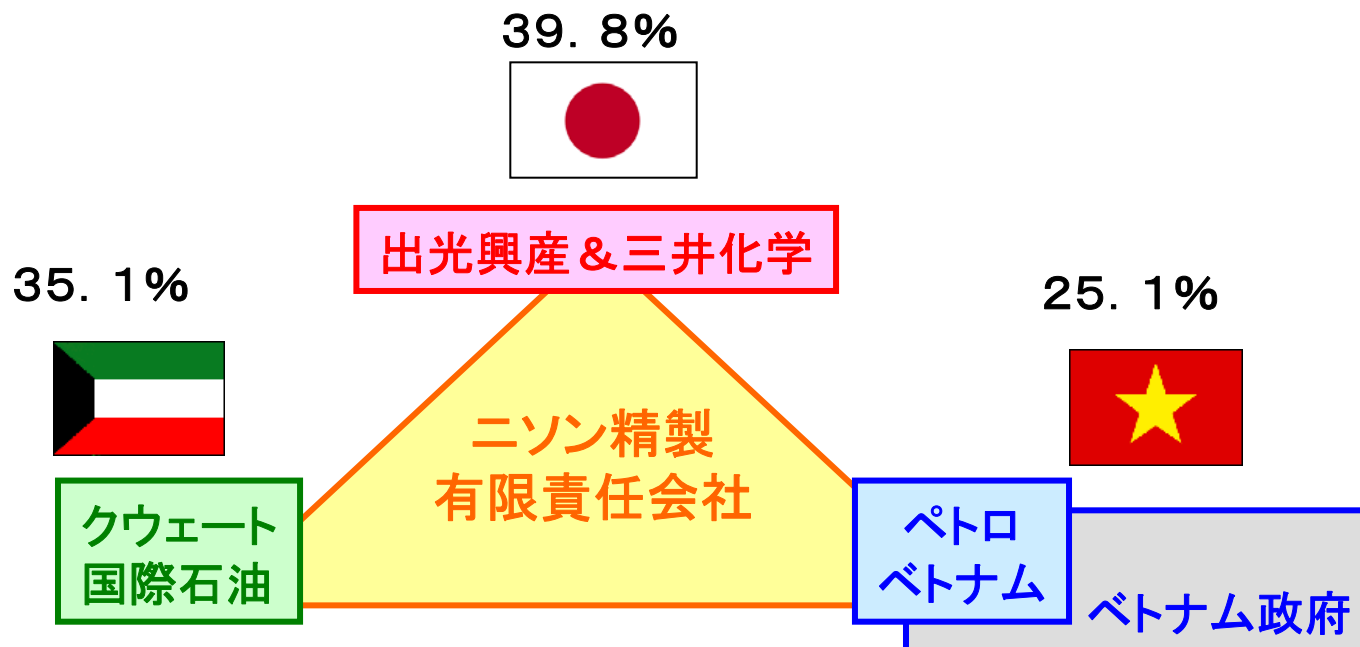 39．8%
出光興産＆三井化学
35．1%
25．1%
ニソン精製
有限責任会社
クウェート
国際石油
ペトロ
ベトナム
ベトナム政府